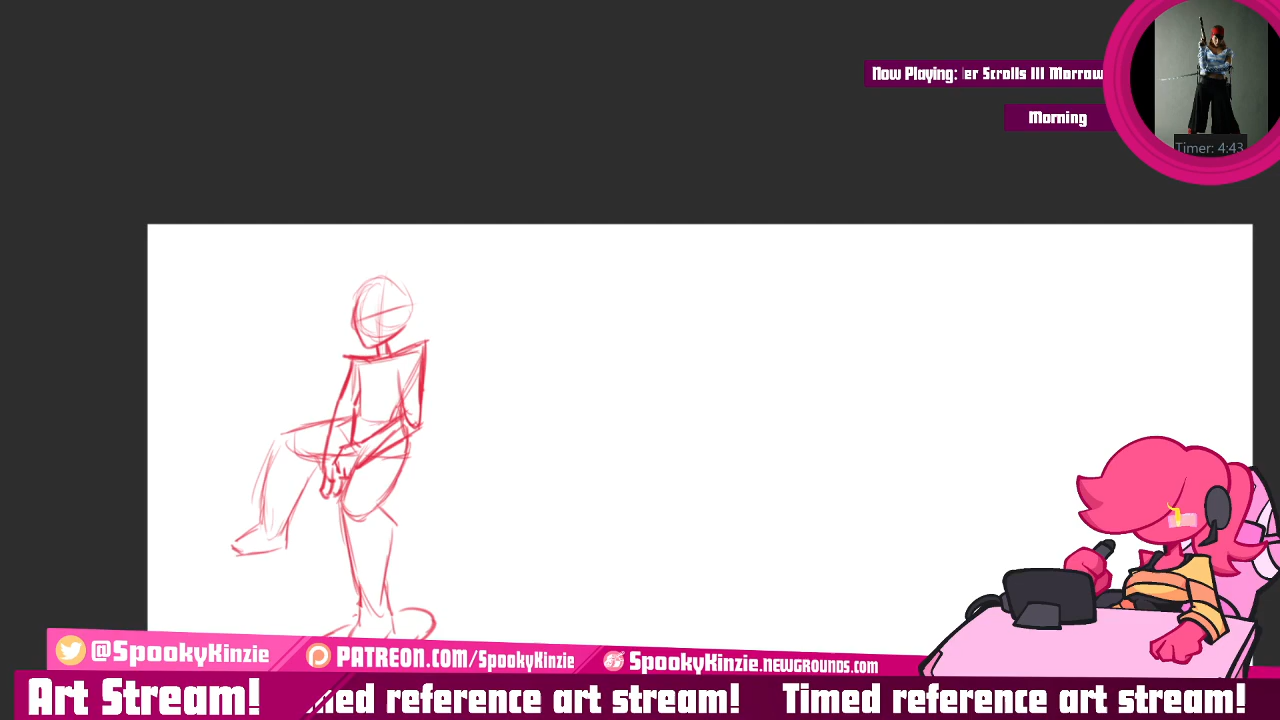 Now Playing: er Scrolls III Morrow
Morning
Timer: 4:43
@SpookyKinzie
PATREON.COM/SpookyKinzie
SpookyKinzie.NEWGROUNDS.com
Art Stream!
med reference art stream! Timed reference art stream!